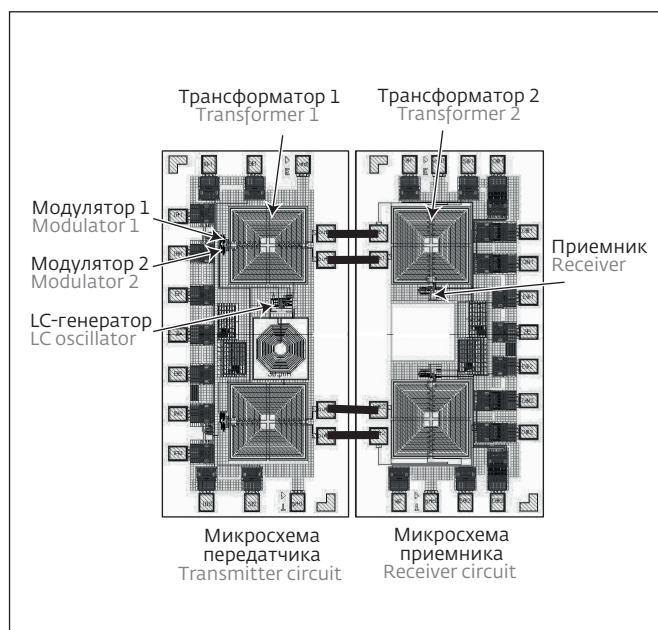 Трансформатор 1
Transformer 1
Трансформатор 2
Transformer 2
Модулятор 1
Modulator 1
Модулятор 2
Modulator 2
Приемник
Receiver
LC-генератор
LC oscillator
Микросхема
передатчика
Transmitter circuit
Микросхема
приемника
Receiver circuit